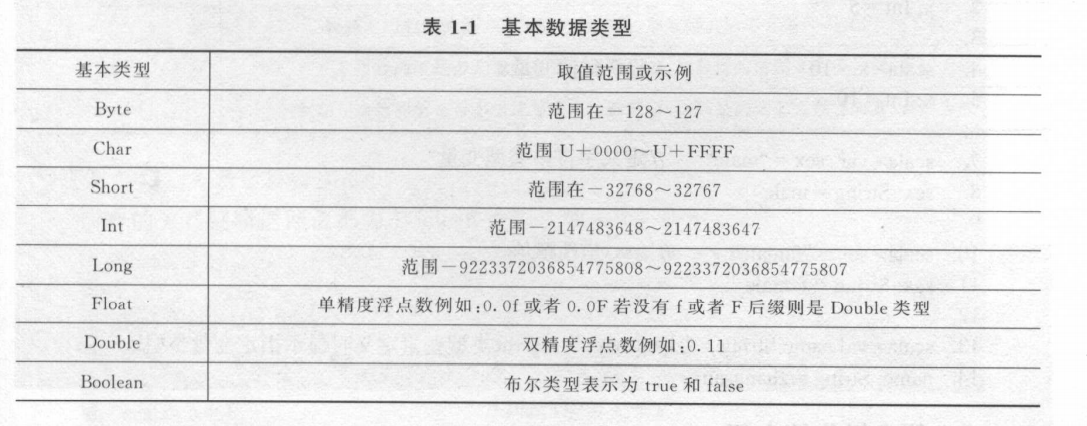 表 1-1 基本数据类型
基本类型 取值范围或示例
Byte 范围在－128～127
Char 范围 U＋0000～U＋FFFF
Short 范围在－32768～32767
Int 范围－2147483648～2147483647
Long 范围－9223372036854775808～9223372036854775807
Float 单精度浮点数例如:0.0f 或者 0.0F 若没有 f 或者 F 后缀则是 Double 类型
Double 双精度浮点数例如:0.11
Boolean 布尔类型表示为 true 和 false